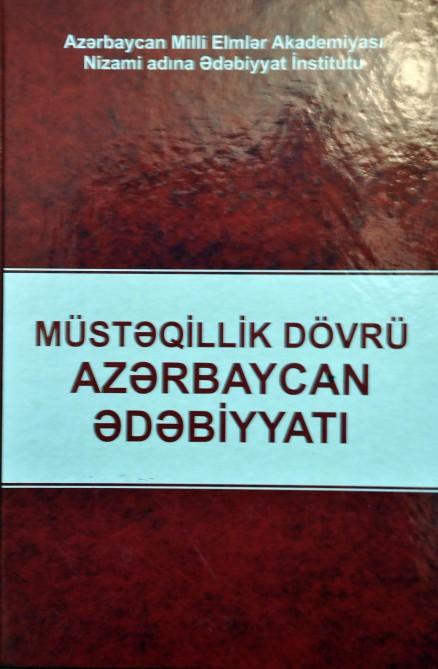 Azərbaycan Milli Elmlər Akademiyası
Nizami adına Ədəbiyyat İnstitutu
MÜSTƏQİLLİK DÖVRÜ
AZƏRBAYCAN
ƏDƏBİYYATI